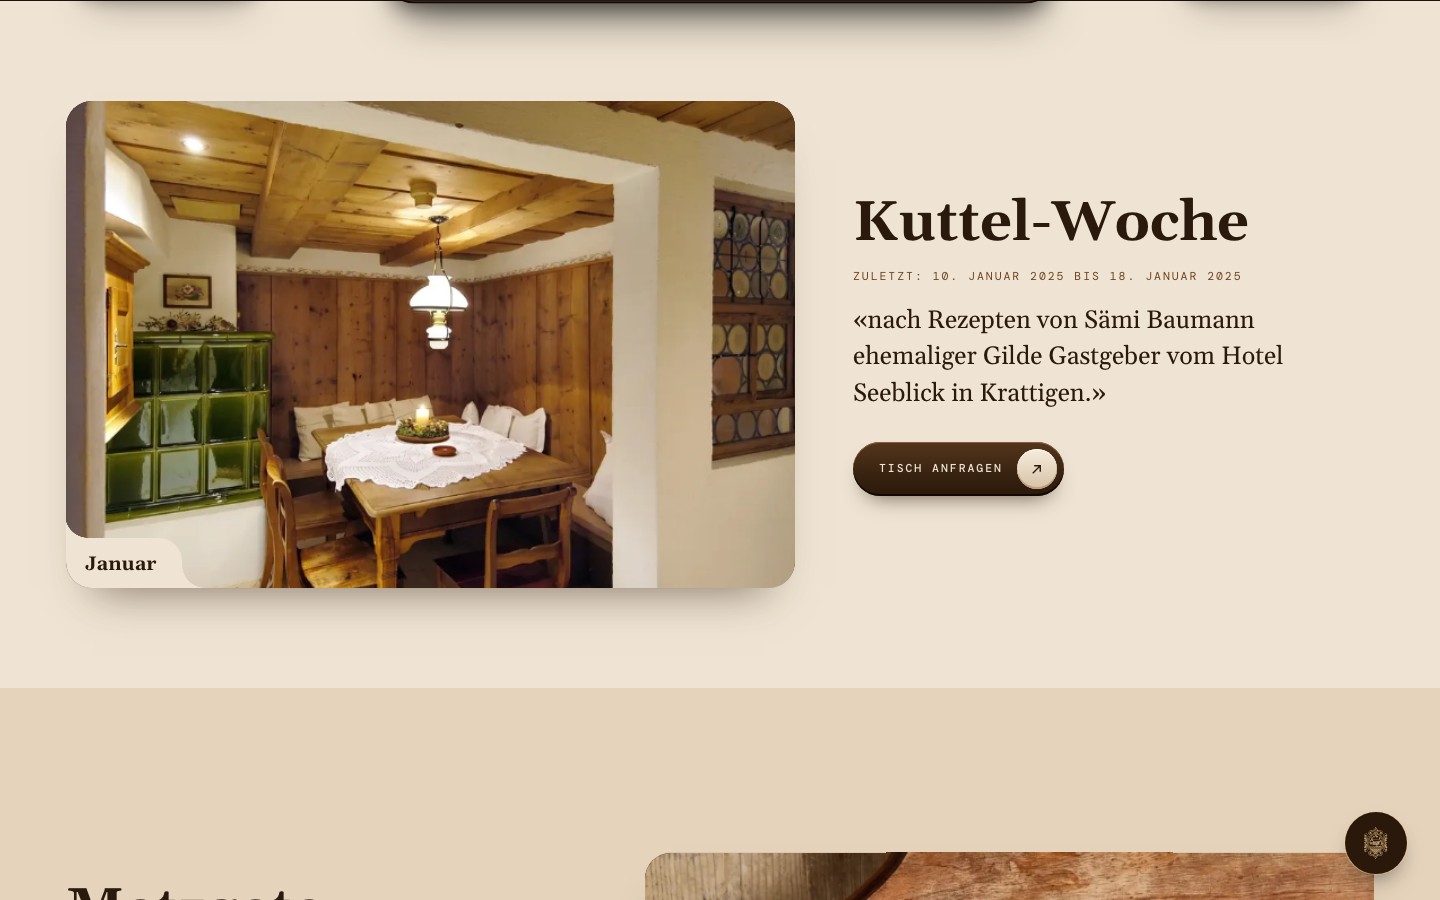 Kuttel-Woche
ZULETZT: 10. JANUAR 2025 BIS 18. JANUAR 2025
«nach Rezepten von Sämi Baumann
ehemaliger Gilde Gastgeber vom Hotel
Seeblick in Krattigen.»
TISCH ANFRAGEN
Januar